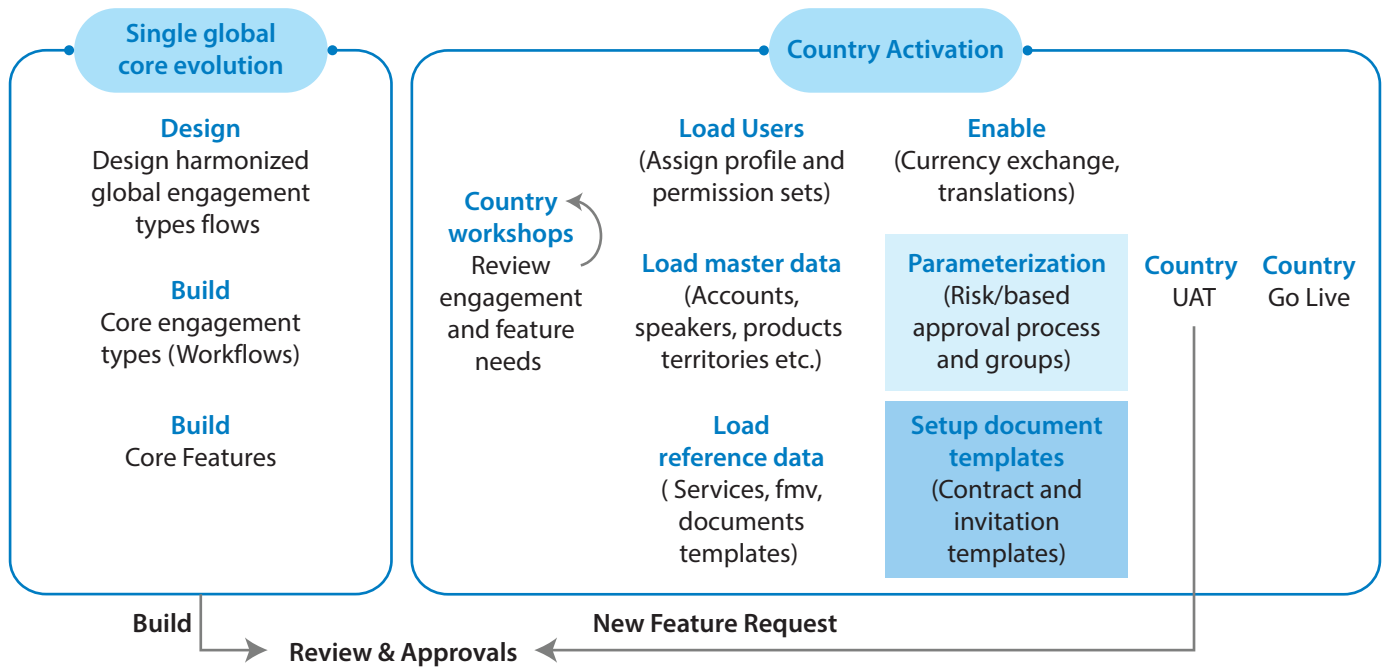 Single global
core evolution
Design
Design harmonized
global engagement
types flows
Build
Core engagement
types (Workflows)
Build
Core Features
Country Activation
Country
workshops
Review
engagement
and feature
needs
Load Users
(Assign profile and
permission sets)
Load master data
(Accounts,
speakers, products
territories etc.)
Load
reference data
( Services, fmv,
documents
templates)
Enable
(Currency exchange,
translations)
Parameterization
(Risk/based
approval process
and groups)
Setup document
templates
(Contract and
invitation
templates)
Country
UAT
Country
Go Live
Build
New Feature Request
Review & Approvals